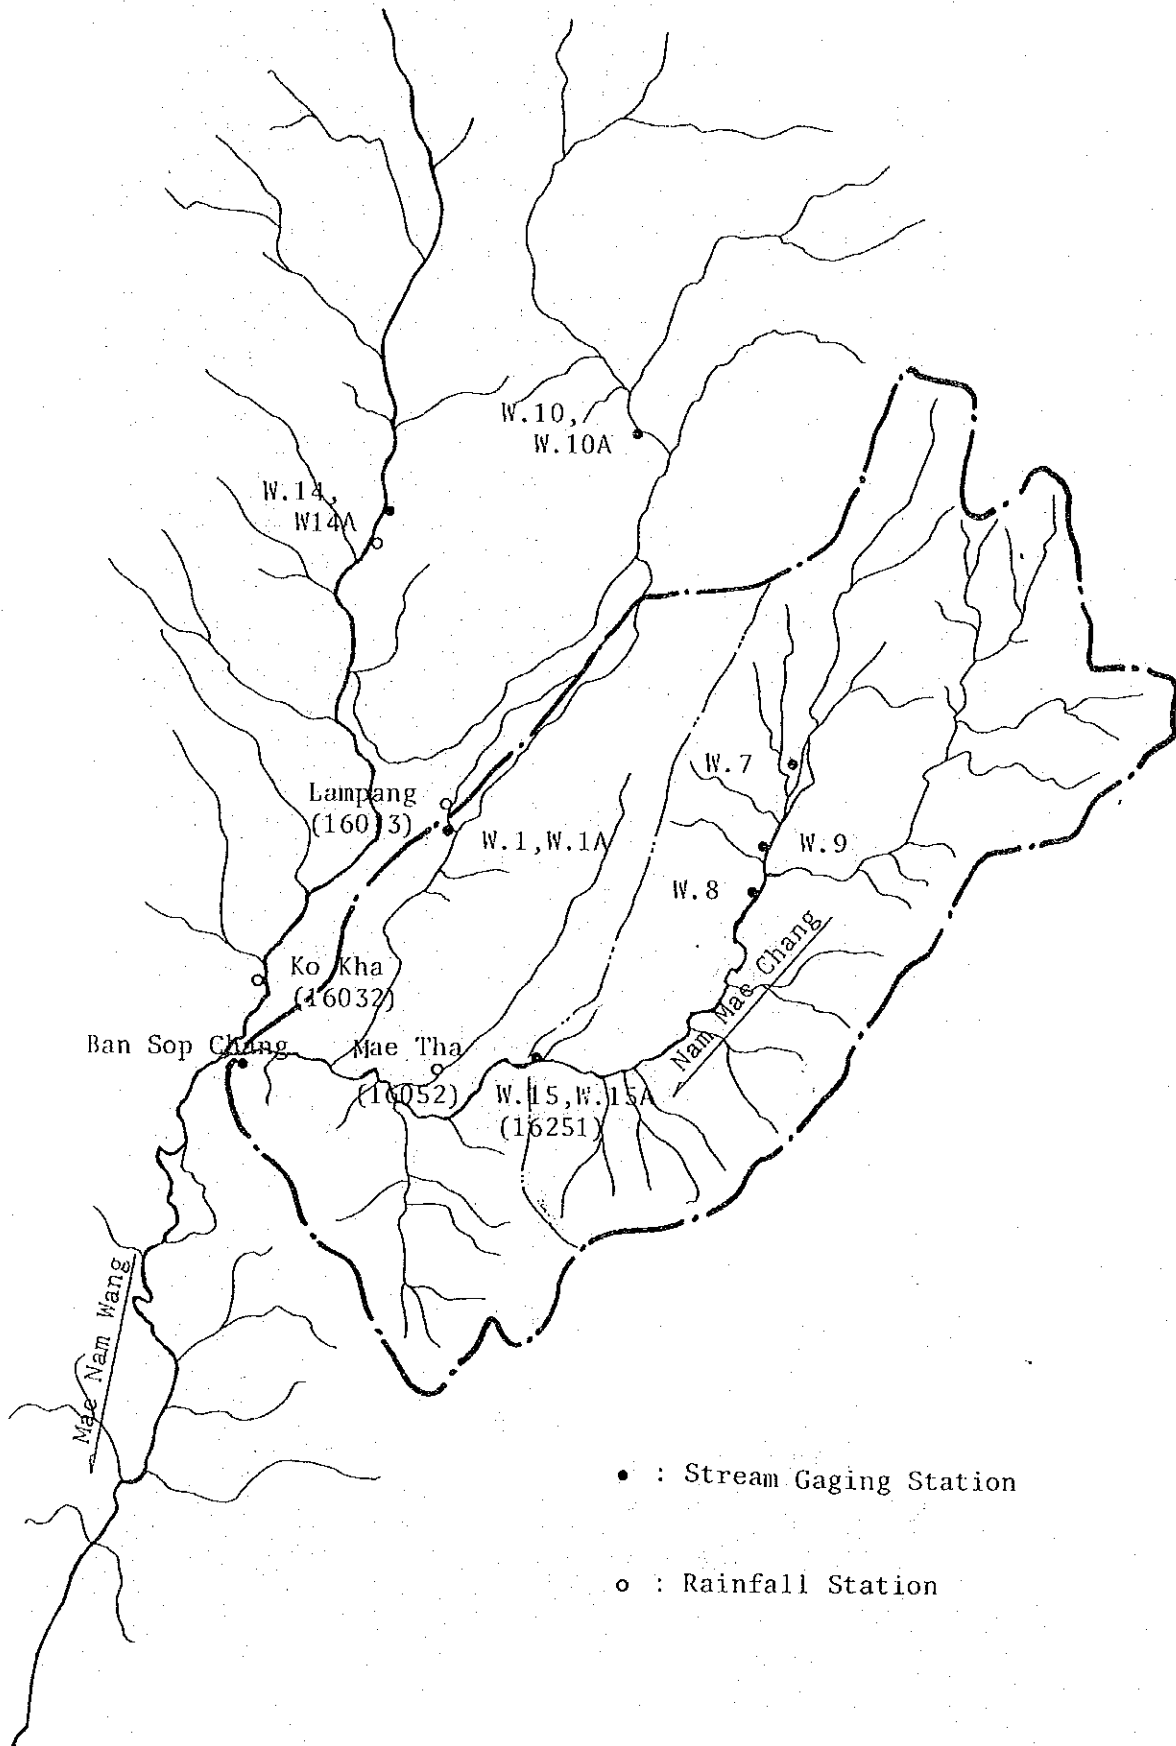 W.10,
W.10A
W.14,
W14A
W.7
Lampang
(16013)
W.1,W.1A
W.9
W.8
Nam Mae Chang
Ko Kha
(16032)
Ban Sop Chang
Mae Tha
(16052)
W.15,W.15A
(16251)
Mae Nam Wang
● : Stream Gaging Station
○ : Rainfall Station